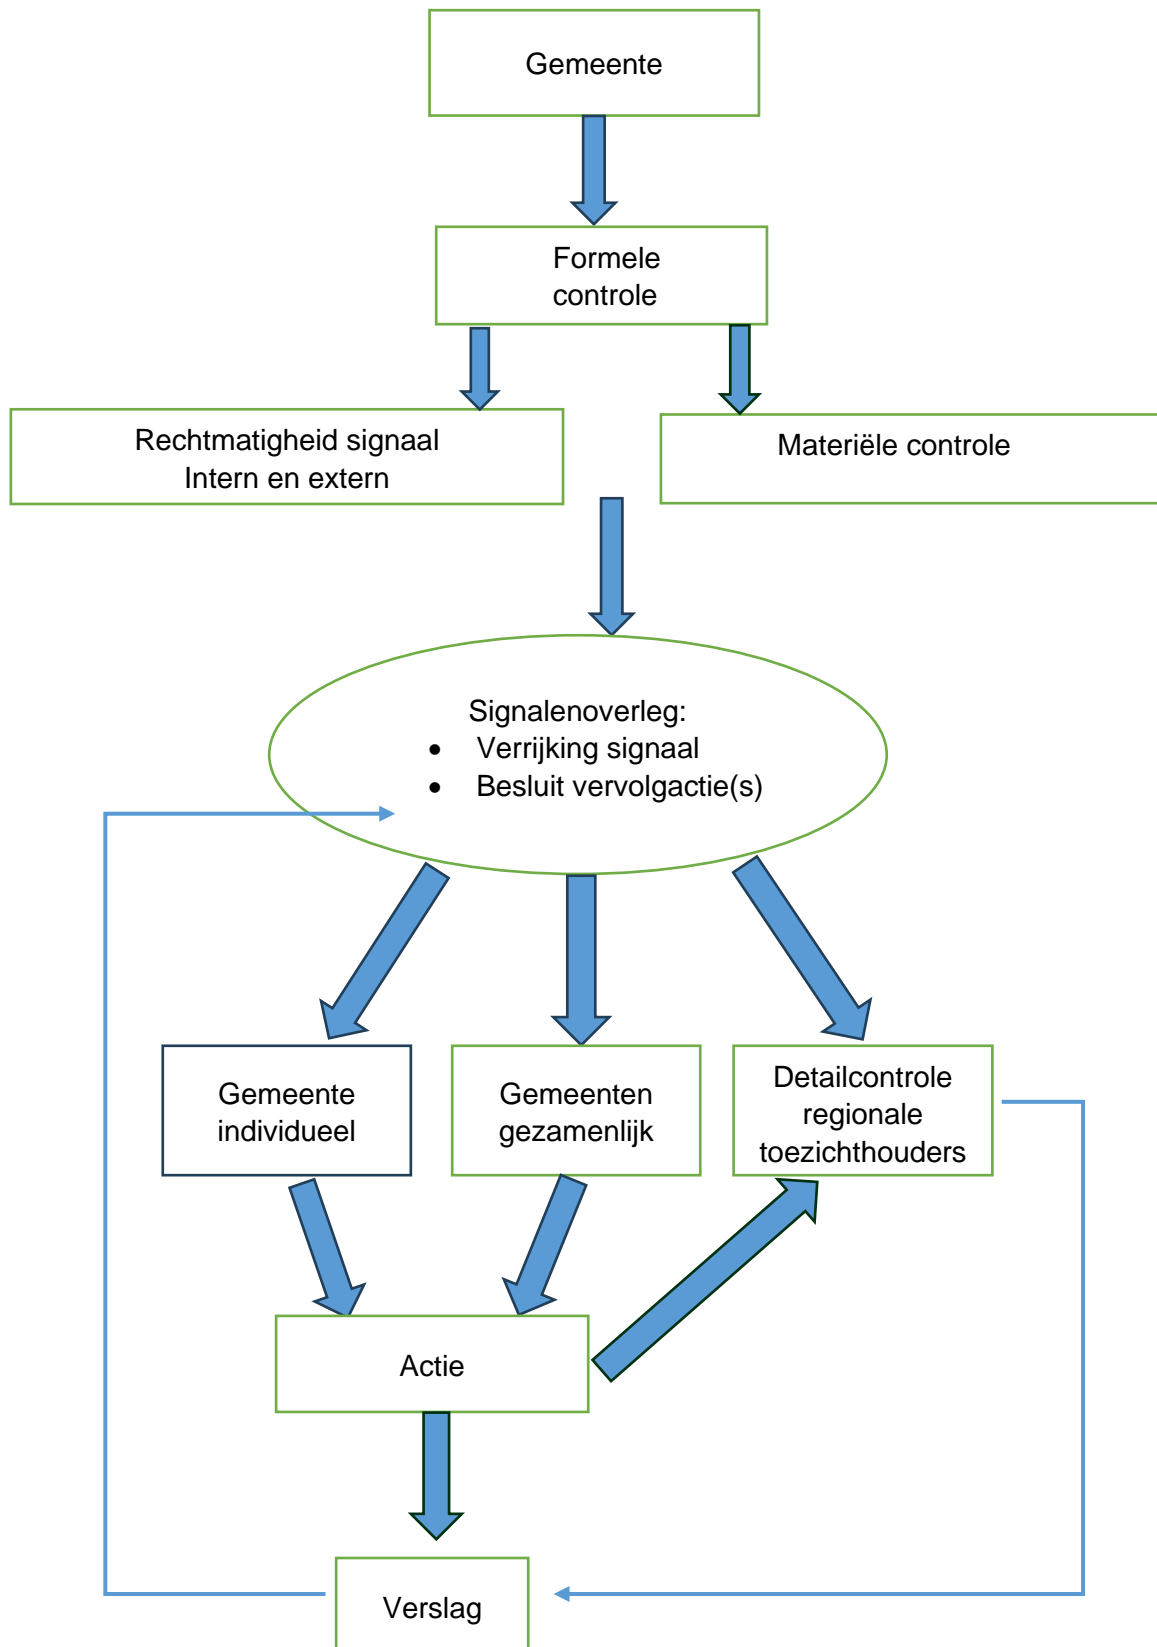 Gemeente
Formele
controle
Rechtmatigheid signaal
Intern en extern
Materiële controle
Signalenoverleg:
• Verrijking signaal
• Besluit vervolgactie(s)
Gemeente
individueel
Gemeenten
gezamenlijk
Detailcontrole
regionale
toezichthouders
Actie
Verslag